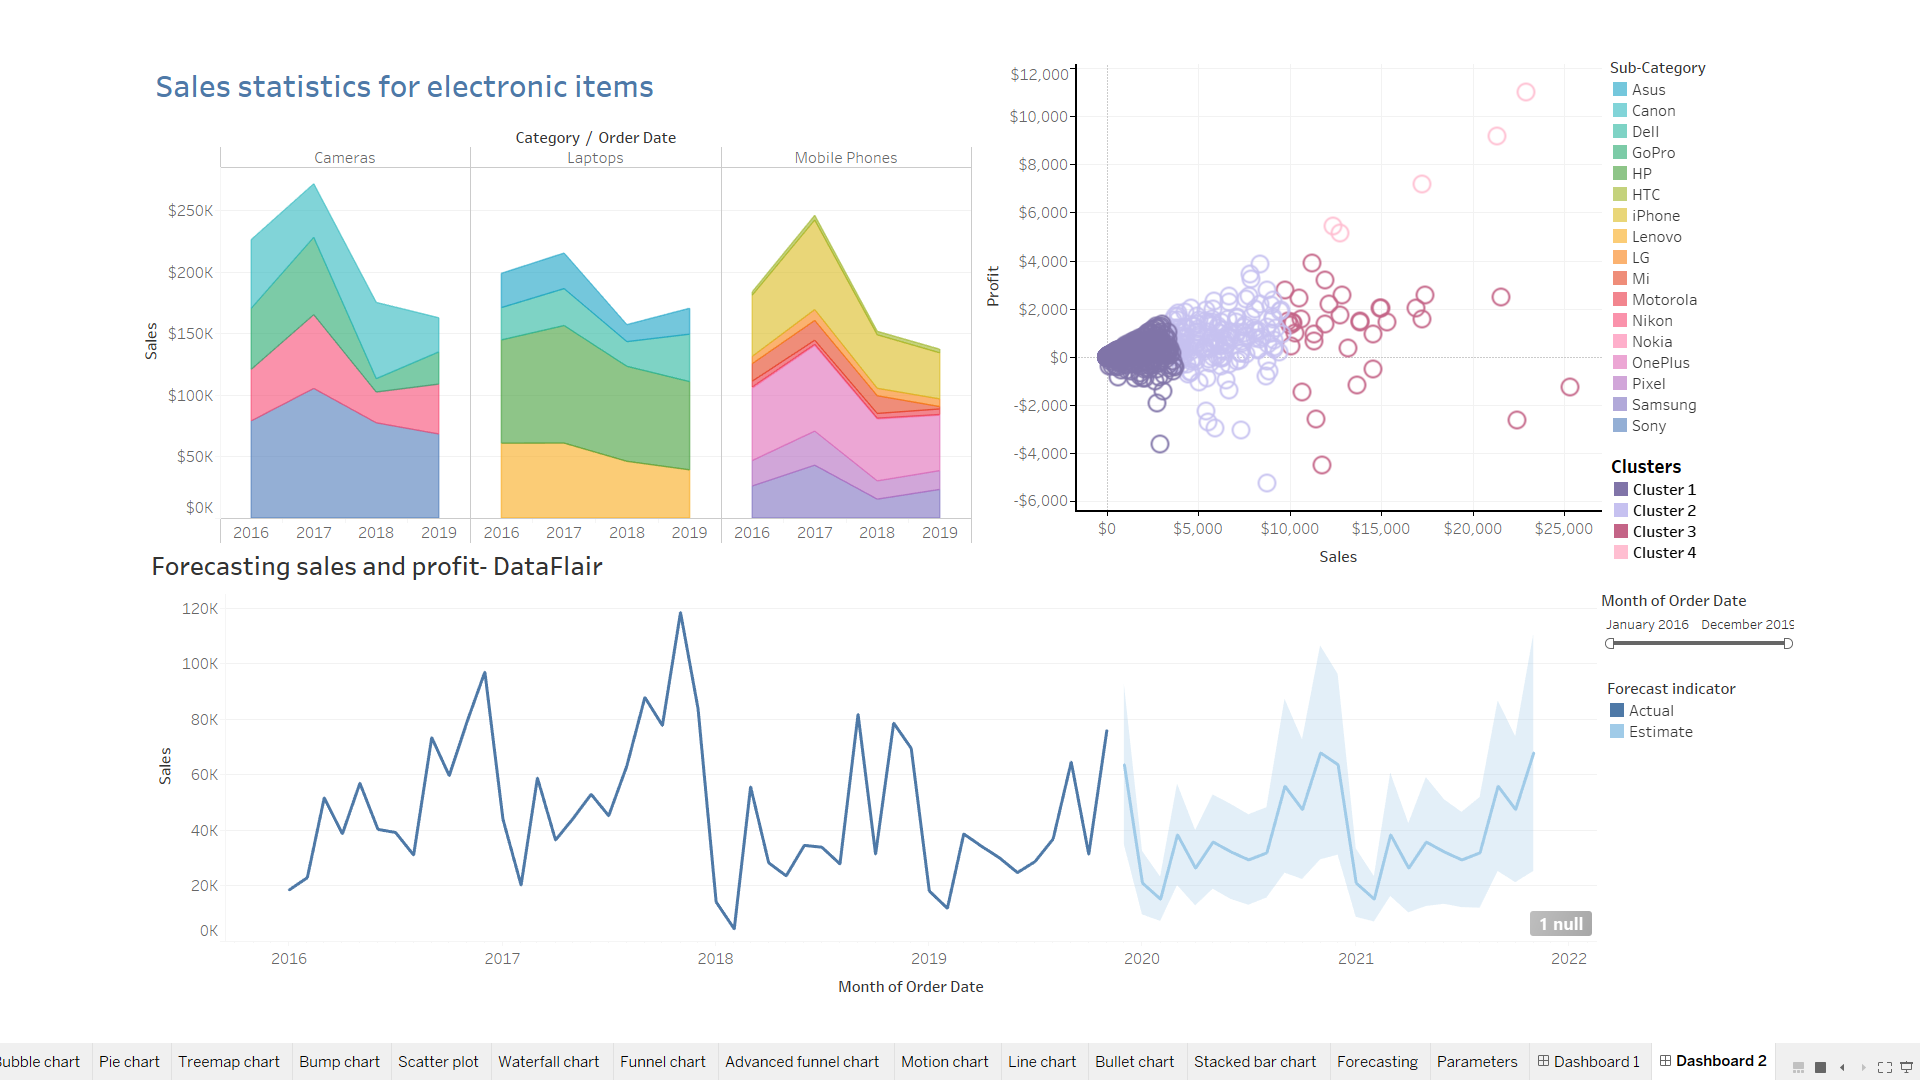 Sales statistics for electronic items
Category / Order Date
Cameras
Laptops
Mobile Phones
Sales
$250K
$200K
$150K
$100K
$50K
$0K
2016 2017 2018 2019
2016 2017 2018 2019
2016 2017 2018 2019
Profit
$12,000
$10,000
$8,000
$6,000
$4,000
$2,000
$0
-$2,000
-$4,000
-$6,000
$0 $5,000 $10,000 $15,000 $20,000 $25,000
Sales
Sub-Category
Asus
Canon
Dell
GoPro
HP
HTC
iPhone
Lenovo
LG
Mi
Motorola
Nikon
Nokia
OnePlus
Pixel
Samsung
Sony
Clusters
Cluster 1
Cluster 2
Cluster 3
Cluster 4
Forecasting sales and profit- DataFlair
Sales
120K
100K
80K
60K
40K
20K
0K
1 null
2016 2017 2018 2019 2020 2021 2022
Month of Order Date
Month of Order Date
January 2016 December 2019
Forecast indicator
Actual
Estimate
ubble chart Pie chart Treemap chart Bump chart Scatter plot Waterfall chart Funnel chart Advanced funnel chart Motion chart Line chart Bullet chart Stacked bar chart Forecasting Parameters Dashboard 1 Dashboard 2